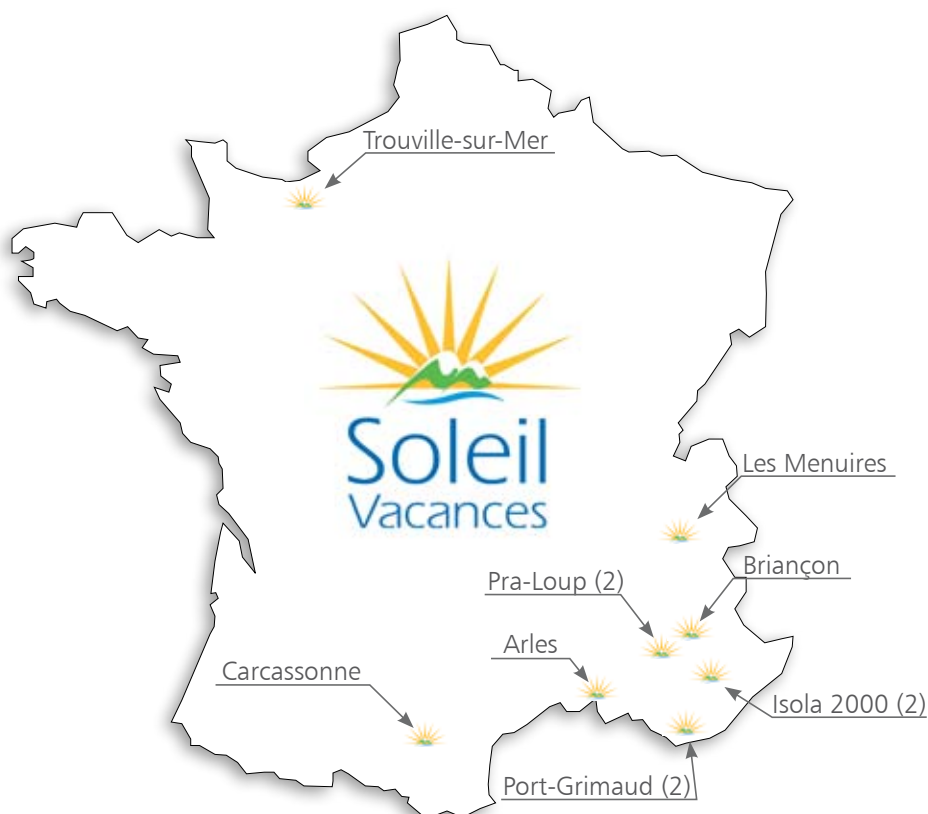 Trouville-sur-Mer
Soleil
Vacances
Les Menuires
Briançon
Pra-Loup (2)
Arles
Carcassonne
Isola 2000 (2)
Port-Grimaud (2)